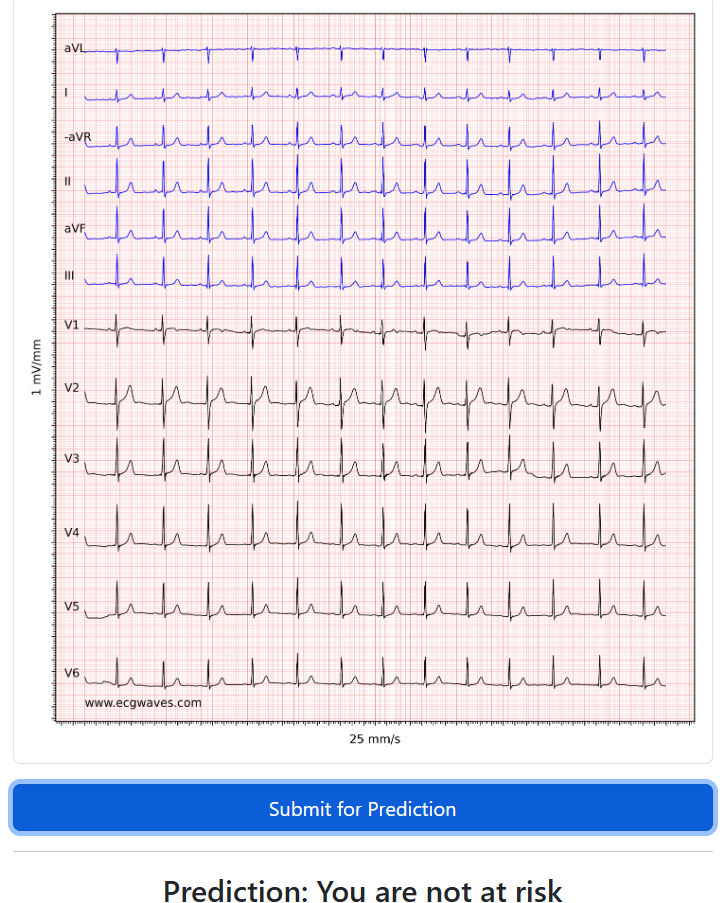 aVL
I
-aVR
II
aVF
III
V1
1 mV/mm
V2
V3
V4
V5
V6
www.ecgwaves.com
25 mm/s
Submit for Prediction
Prediction: You are not at risk